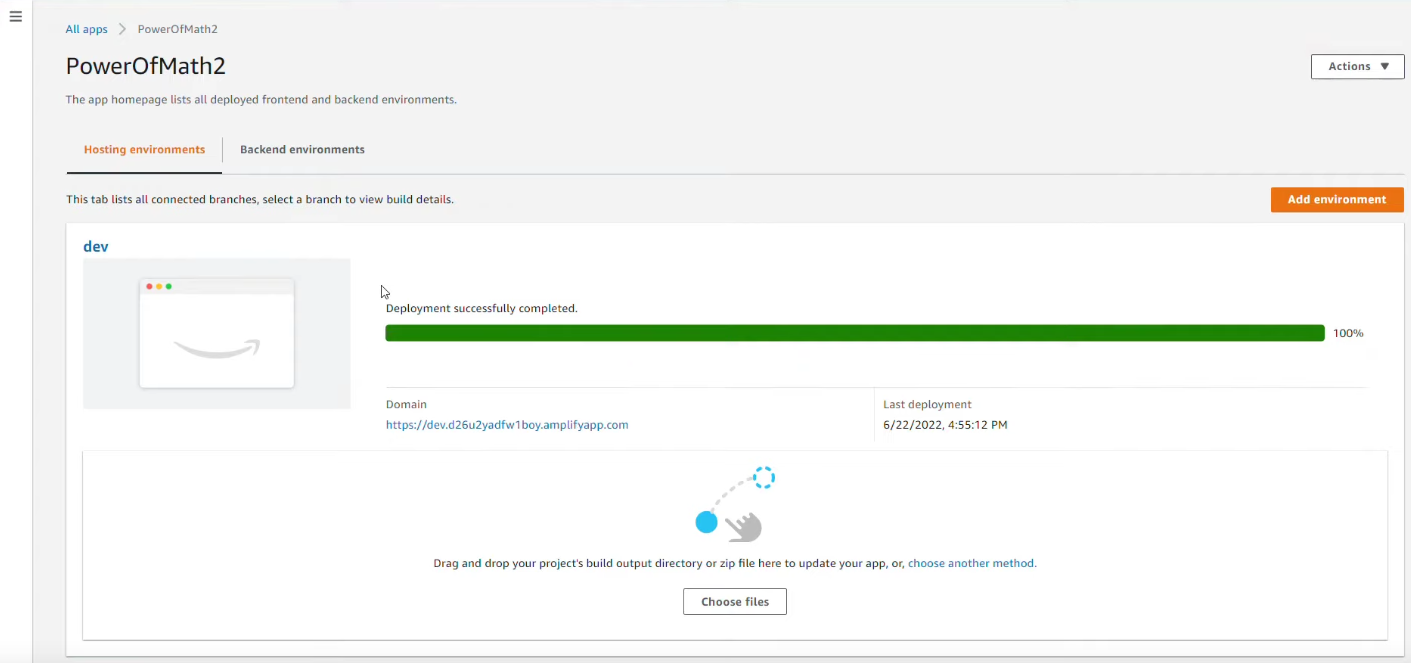 All apps > PowerOfMath2
PowerOfMath2
Actions ▼
The app homepage lists all deployed frontend and backend environments.
Hosting environments
Backend environments
This tab lists all connected branches, select a branch to view build details.
Add environment
dev
Deployment successfully completed.
100%
Domain
Last deployment
https://dev.d26u2yadfw1boy.amplifyapp.com
6/22/2022, 4:55:12 PM
Drag and drop your project's build output directory or zip file here to update your app, or, choose another method.
Choose files